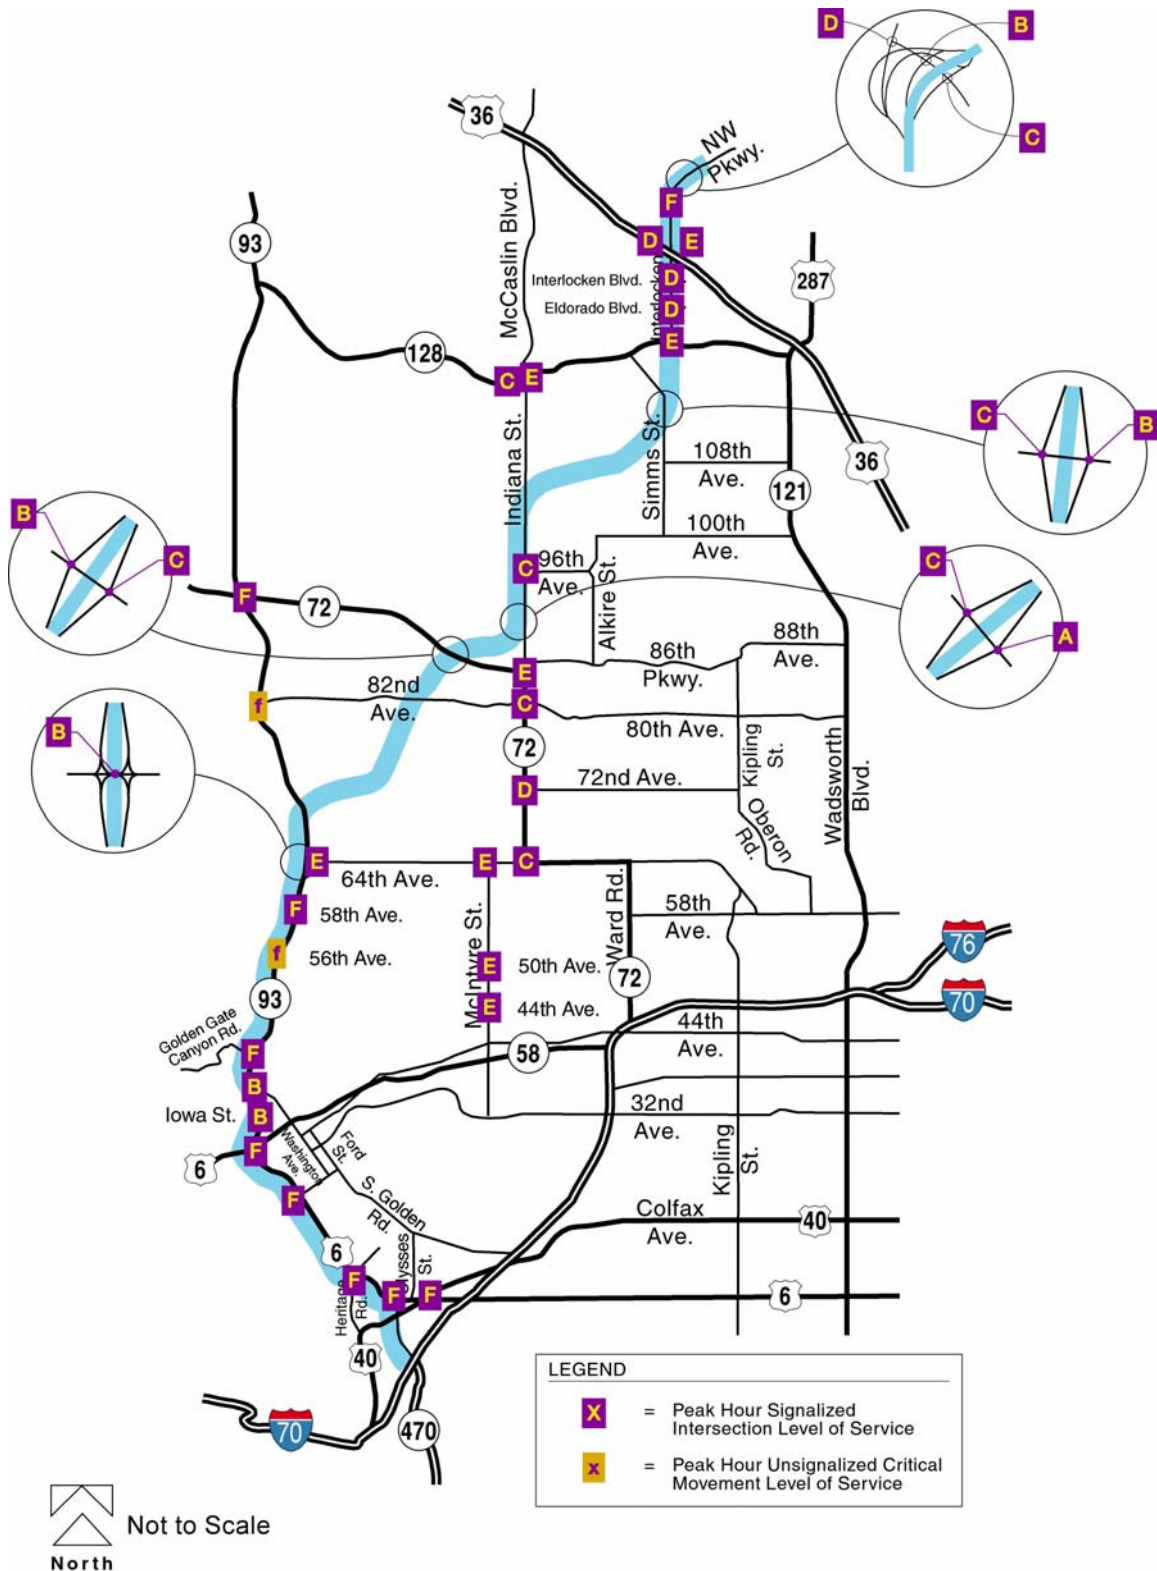 D
B
C
36
NW
Pkwy.
McCaslin Blvd.
F
93
D
E
287
Interlocken Blvd.
D
Interlocken
Eldorado Blvd.
D
E
128
C
E
C
B
Indiana St.
Simms St.
108th
Ave.
36
121
100th
Ave.
B
C
C
96th
Ave.
Alkire St.
C
A
F
72
88th
Ave.
E
86th
Pkwy.
82nd
Ave.
f
C
80th Ave.
B
72
Kipling
St.
Wadsworth
Blvd.
D
72nd Ave.
Oberon
Rd.
E
64th Ave.
E
C
F
58th Ave.
McIntyre St.
Ward Rd.
58th
Ave.
f
56th Ave.
E
50th Ave.
72
76
93
E
44th Ave.
70
Golden Gate
Canyon Rd.
F
44th
Ave.
58
B
Iowa St.
B
32nd
Ave.
F
6
Washington
Ave.
Ford
St.
Kipling
St.
F
S. Golden
Rd.
Colfax
Ave.
40
6
F
Ulysses
St.
F
F
6
Heritage
Rd.
40
70
470
LEGEND
X = Peak Hour Signalized
Intersection Level of Service
x = Peak Hour Unsignalized Critical
Movement Level of Service
Not to Scale
North